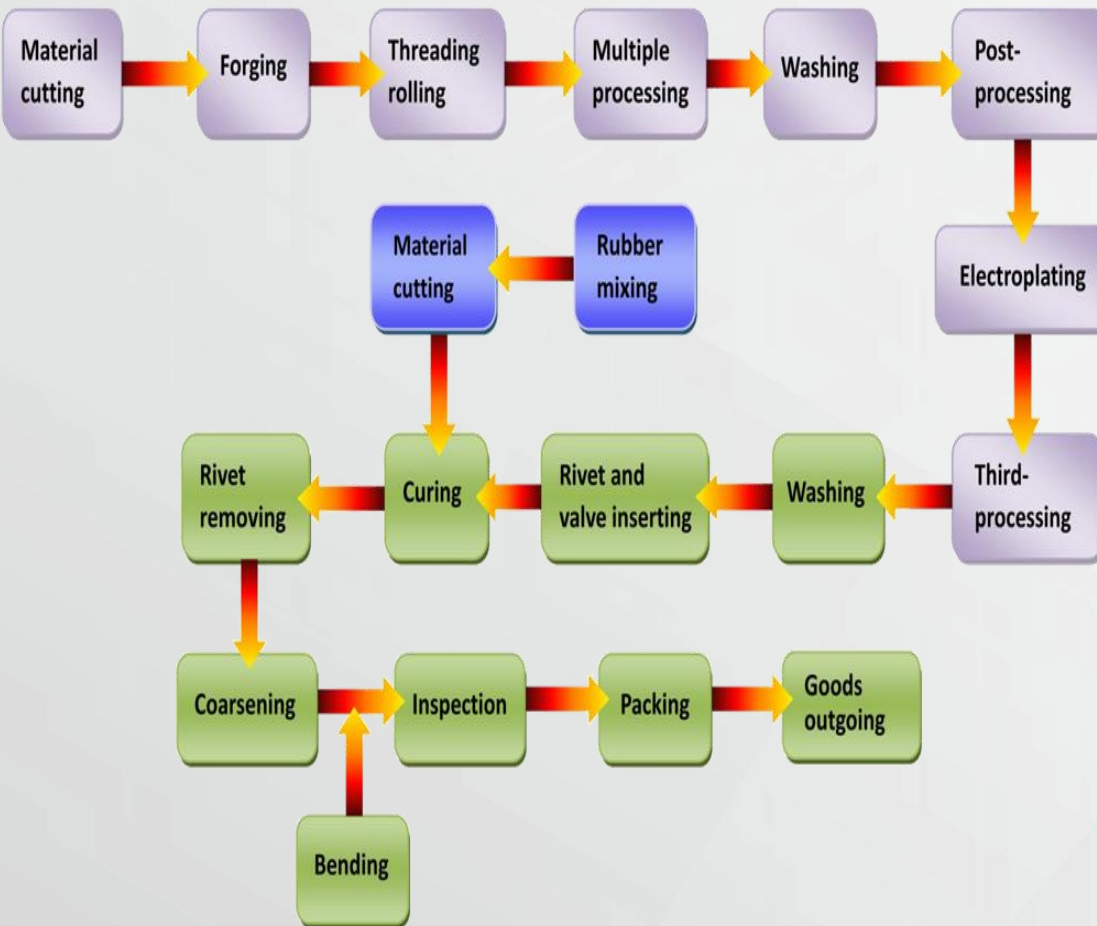 Material
cutting
Forging
Threading
rolling
Multiple
processing
Washing
Post-
processing
Material
cutting
Rubber
mixing
Electroplating
Rivet
removing
Curing
Rivet and
valve inserting
Washing
Third-
processing
Coarsening
Inspection
Packing
Goods
outgoing
Bending